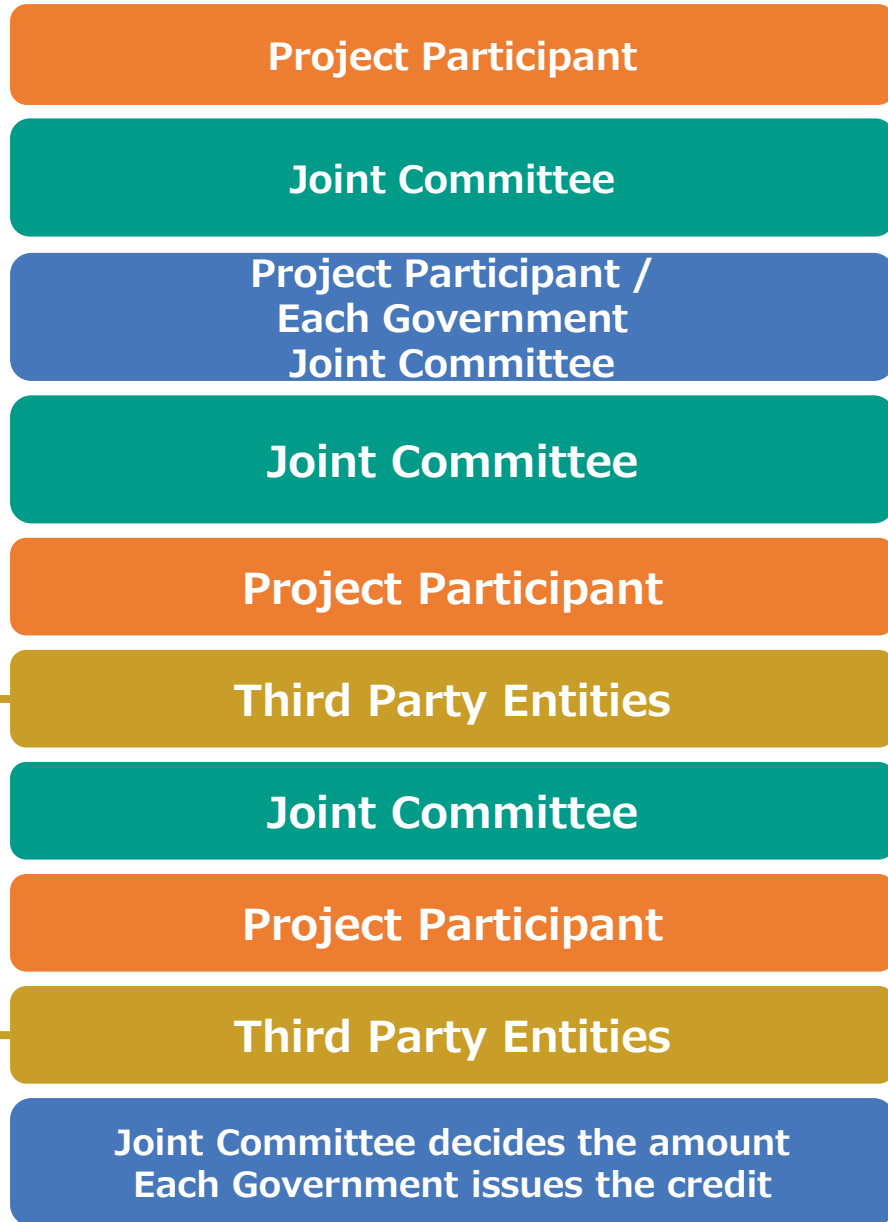 Project Participant
Joint Committee
Project Participant /
Each Government
Joint Committee
Joint Committee
Project Participant
Third Party Entities
Joint Committee
Project Participant
Third Party Entities
Joint Committee decides the amount
Each Government issues the credit